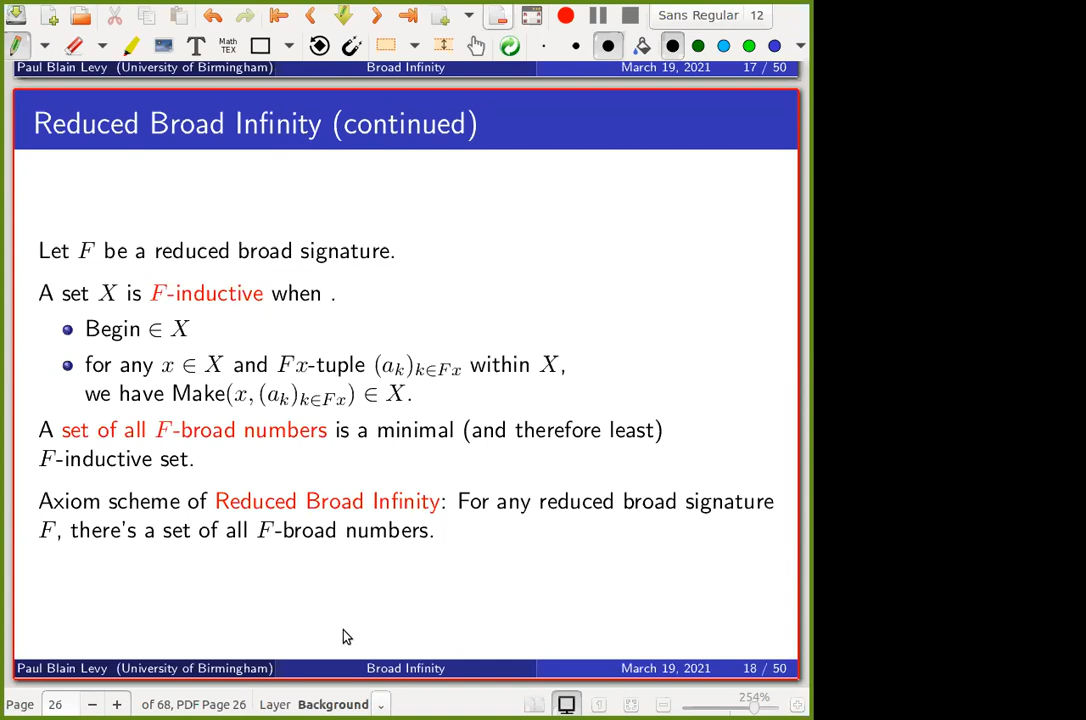 Sans Regular 12
Math
TEX
Paul Blain Levy (University of Birmingham) Broad Infinity March 19, 2021 17 / 50
Reduced Broad Infinity (continued)
Let F be a reduced broad signature.
A set X is F-inductive when .
Begin ∈ X
for any x ∈ X and Fx-tuple (a_k)_{k∈Fx} within X,
we have Make(x, (a_k)_{k∈Fx}) ∈ X.
A set of all F-broad numbers is a minimal (and therefore least)
F-inductive set.
Axiom scheme of Reduced Broad Infinity: For any reduced broad signature
F, there's a set of all F-broad numbers.
Paul Blain Levy (University of Birmingham) Broad Infinity March 19, 2021 18 / 50
Page 26 of 68, PDF Page 26 Layer Background 254%